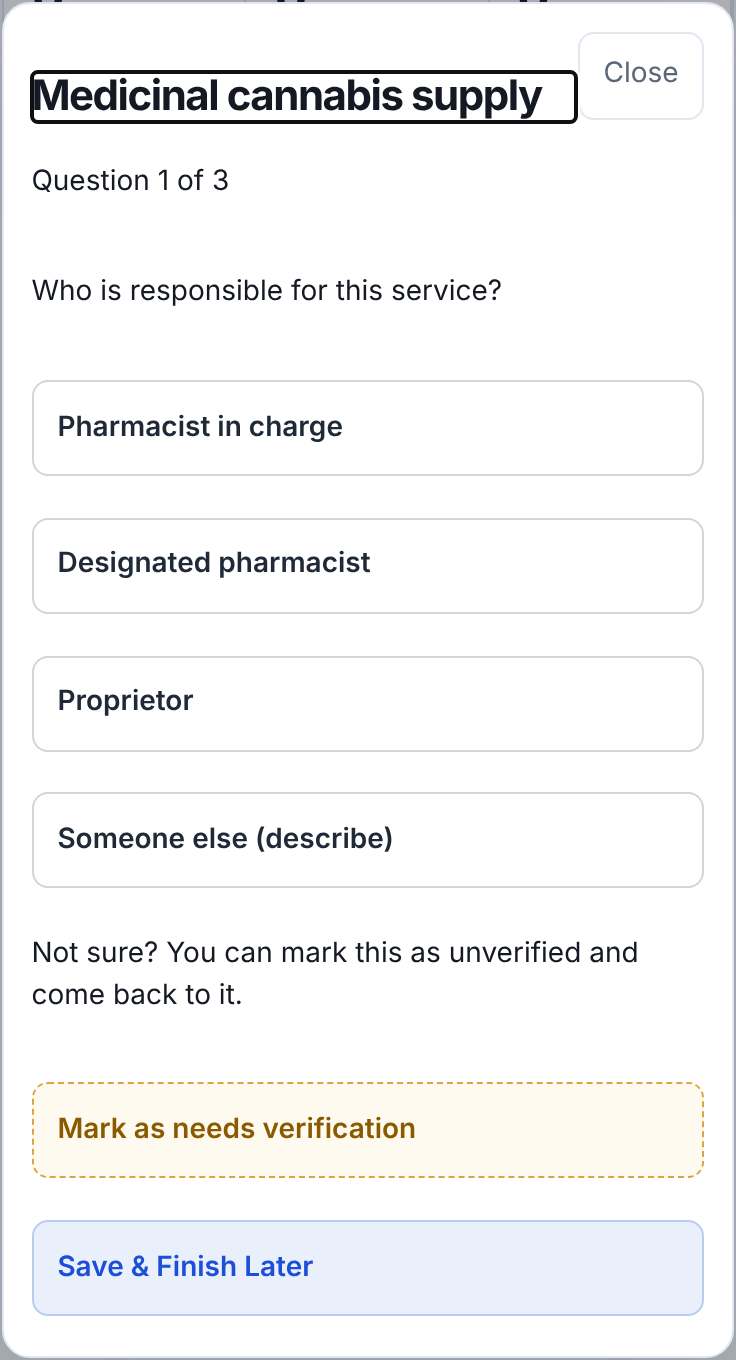 Medicinal cannabis supply
Close
Question 1 of 3
Who is responsible for this service?
Pharmacist in charge
Designated pharmacist
Proprietor
Someone else (describe)
Not sure? You can mark this as unverified and
come back to it.
Mark as needs verification
Save & Finish Later